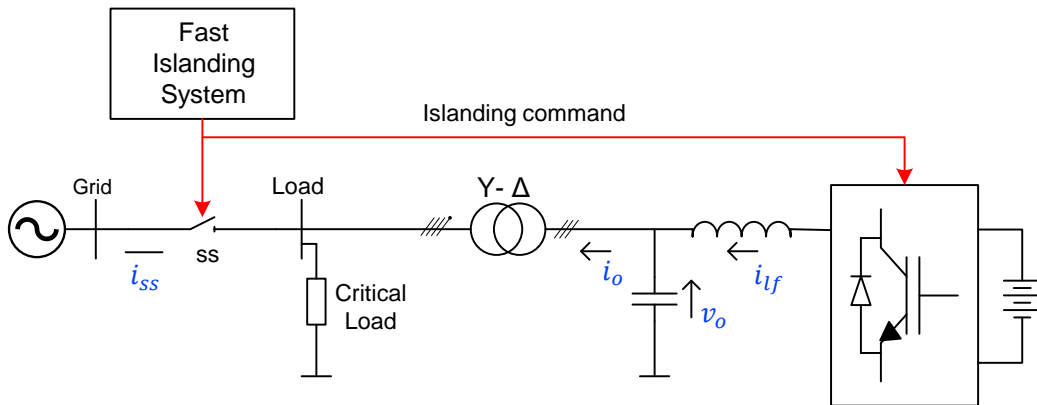 Fast
Islanding
System
Islanding command
Grid
Load
Y- Δ
ss
i_ss
Critical
Load
i_o
v_o
i_lf